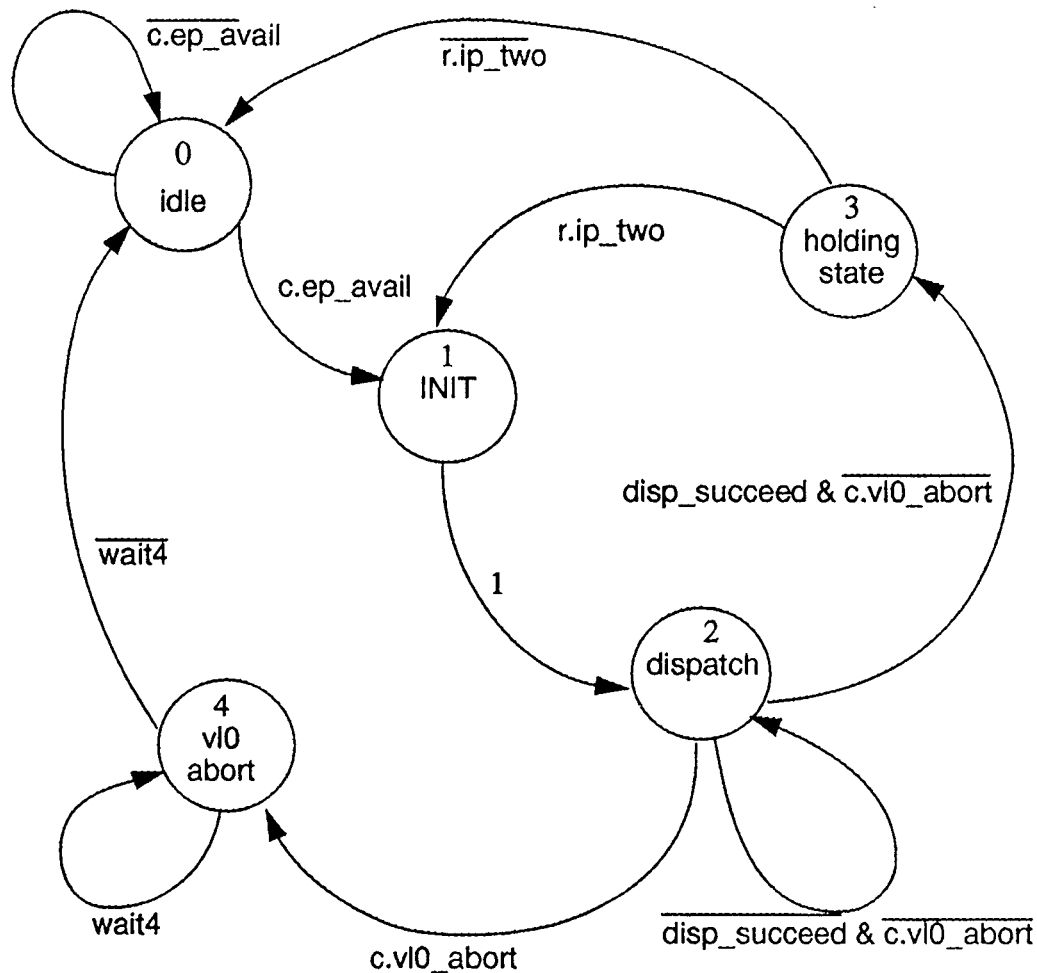 c.ep_avail
r.ip_two
0
idle
3
holding
state
r.ip_two
c.ep_avail
1
INIT
disp_succeed & c.vl0_abort
wait4
1
2
dispatch
4
vl0
abort
wait4
c.vl0_abort
disp_succeed & c.vl0_abort